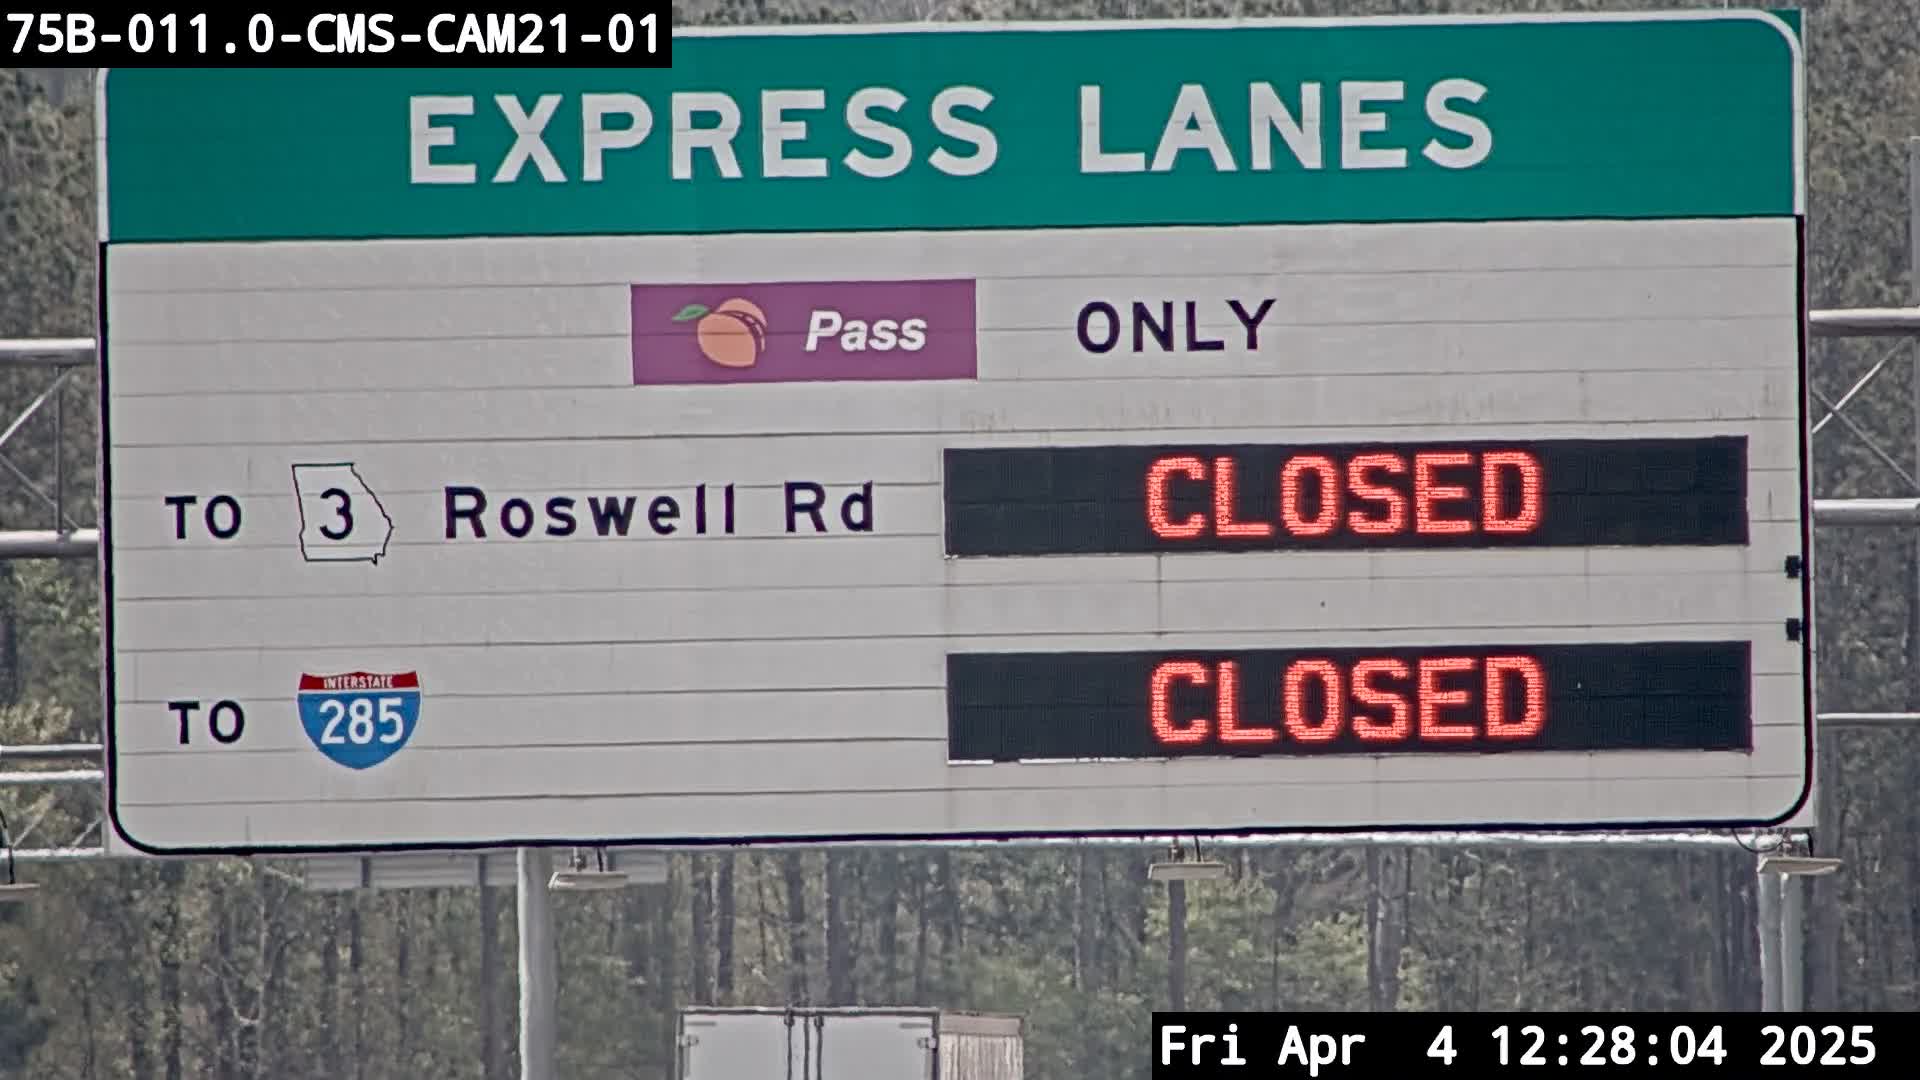 75B-011.0-CMS-CAM21-01
EXPRESS LANES
Pass ONLY
TO 3 Roswell Rd CLOSED
TO INTERSTATE 285 CLOSED
Fri Apr 4 12:28:04 2025